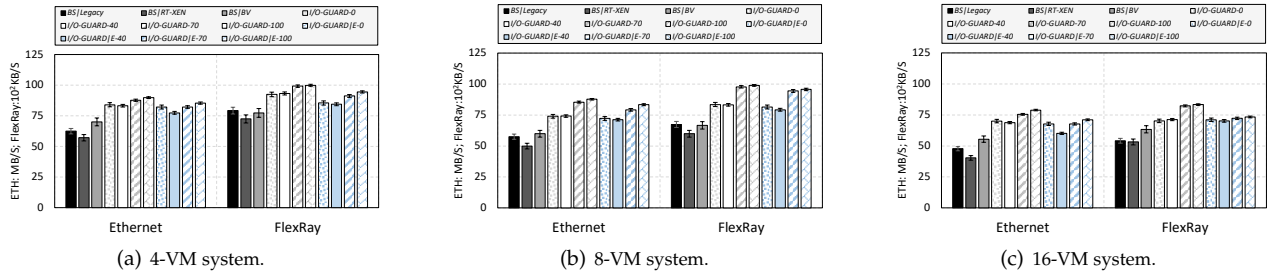 BS|Legacy BS|RT-XEN BS|BV I/O-GUARD-0
I/O-GUARD-40 I/O-GUARD-70 I/O-GUARD-100 I/O-GUARD|E-0
I/O-GUARD|E-40 I/O-GUARD|E-70 I/O-GUARD|E-100
ETH: MB/S; FlexRay:10²KB/S
125
100
75
50
25
0
Ethernet FlexRay
(a) 4-VM system.
BS|Legacy BS|RT-XEN BS|BV I/O-GUARD-0
I/O-GUARD-40 I/O-GUARD-70 I/O-GUARD-100 I/O-GUARD|E-0
I/O-GUARD|E-40 I/O-GUARD|E-70 I/O-GUARD|E-100
ETH: MB/S; FlexRay:10²KB/S
125
100
75
50
25
0
Ethernet FlexRay
(b) 8-VM system.
BS|Legacy BS|RT-XEN BS|BV I/O-GUARD-0
I/O-GUARD-40 I/O-GUARD-70 I/O-GUARD-100 I/O-GUARD|E-0
I/O-GUARD|E-40 I/O-GUARD|E-70 I/O-GUARD|E-100
ETH: MB/S; FlexRay:10²KB/S
125
100
75
50
25
0
Ethernet FlexRay
(c) 16-VM system.